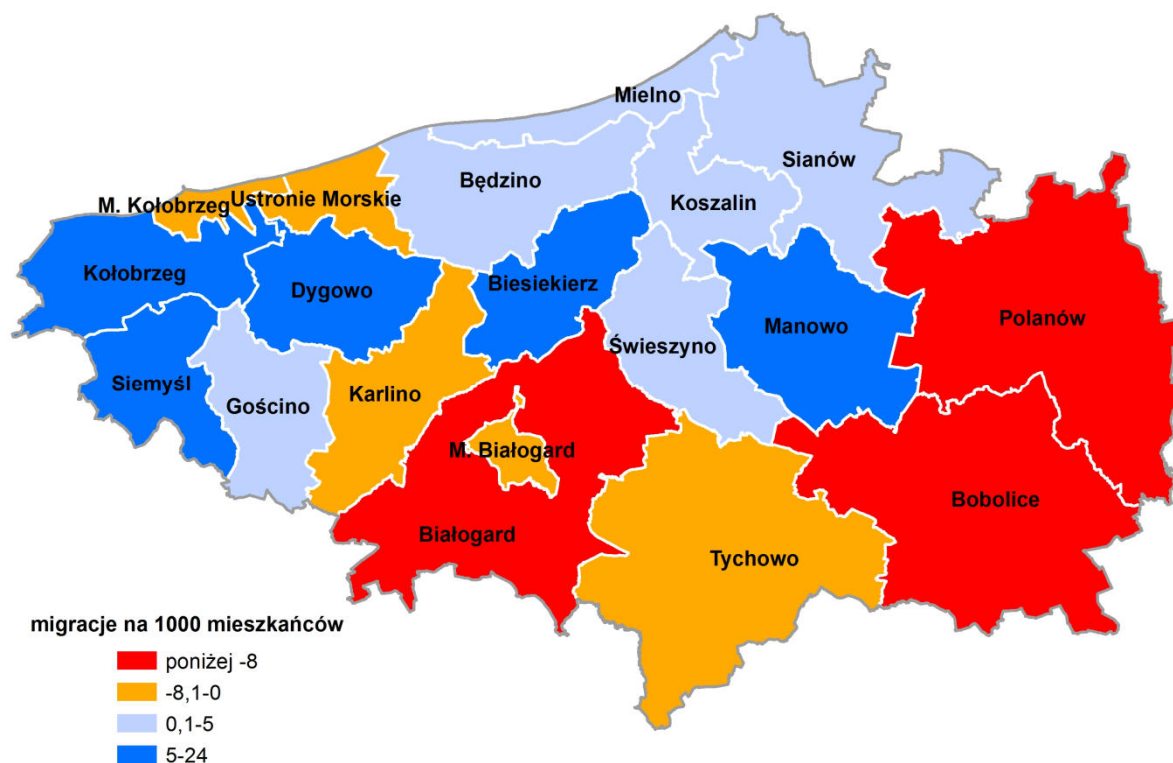 Mielno
Sianów
Będzino
M. Kołobrzeg
Ustronie Morskie
Koszalin
Kołobrzeg
Dygowo
Biesiekierz
Manowo
Polanów
Świeszyno
Siemyśl
Gościno
Karlino
M. Białogard
Bobolice
Białogard
Tychowo
migracje na 1000 mieszkańców
poniżej -8
-8,1-0
0,1-5
5-24